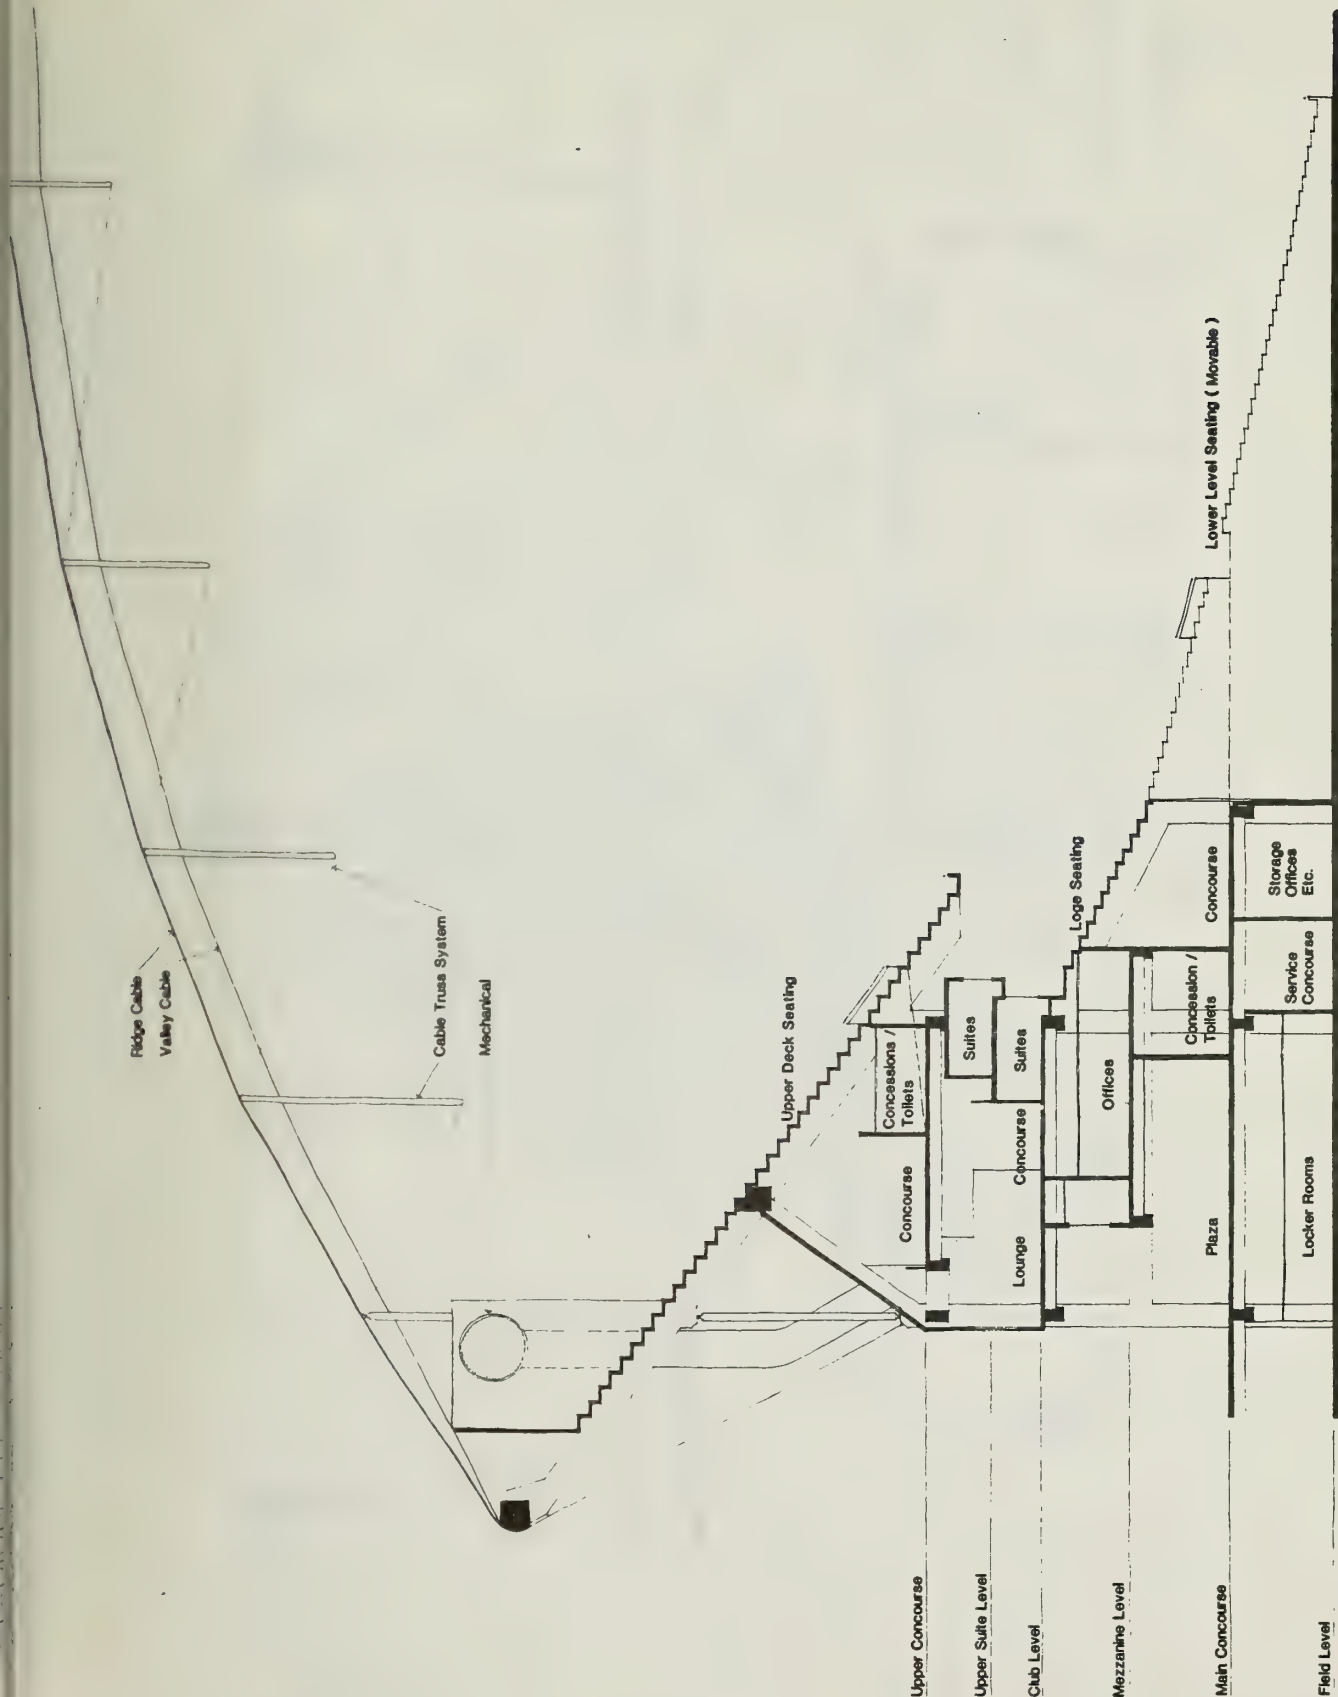 Ridge Cable
Valley Cable
Cable Truss System
Mechanical
Upper Deck Seating
Concessions /
Toilets
Concourse
Suites
Suites
Lounge
Concourse
Loge Seating
Offices
Lower Level Seating ( Movable )
Plaza
Concession /
Toilets
Concourse
Locker Rooms
Service
Concourse
Storage
Offices
Etc.
Upper Concourse
Upper Suite Level
Club Level
Mezzanine Level
Main Concourse
Field Level